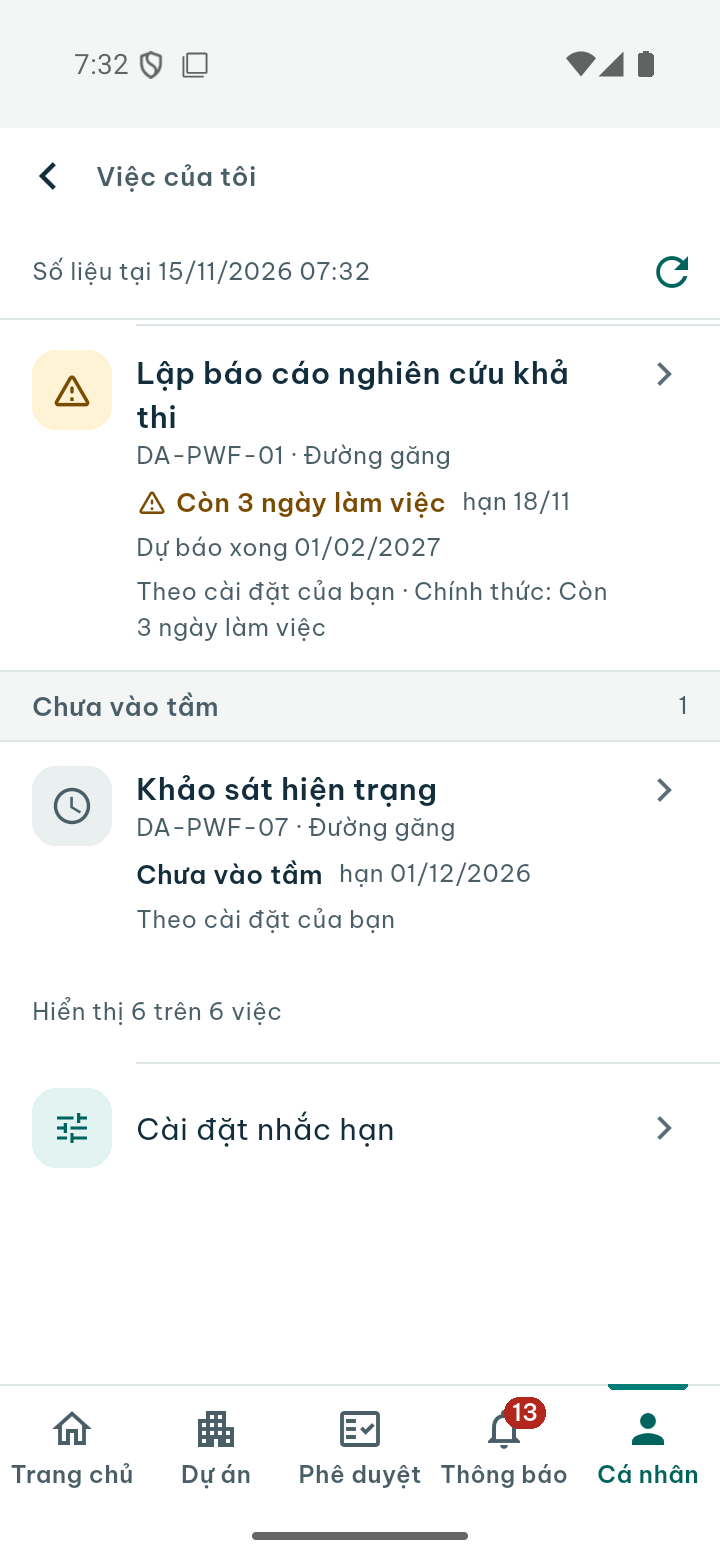 7:32
Việc của tôi
Số liệu tại 15/11/2026 07:32
Lập báo cáo nghiên cứu khả
thi
DA-PWF-01 · Đường găng
Còn 3 ngày làm việc hạn 18/11
Dự báo xong 01/02/2027
Theo cài đặt của bạn · Chính thức: Còn
3 ngày làm việc
Chưa vào tầm 1
Khảo sát hiện trạng
DA-PWF-07 · Đường găng
Chưa vào tầm hạn 01/12/2026
Theo cài đặt của bạn
Hiển thị 6 trên 6 việc
Cài đặt nhắc hạn
13
Trang chủ Dự án Phê duyệt Thông báo Cá nhân